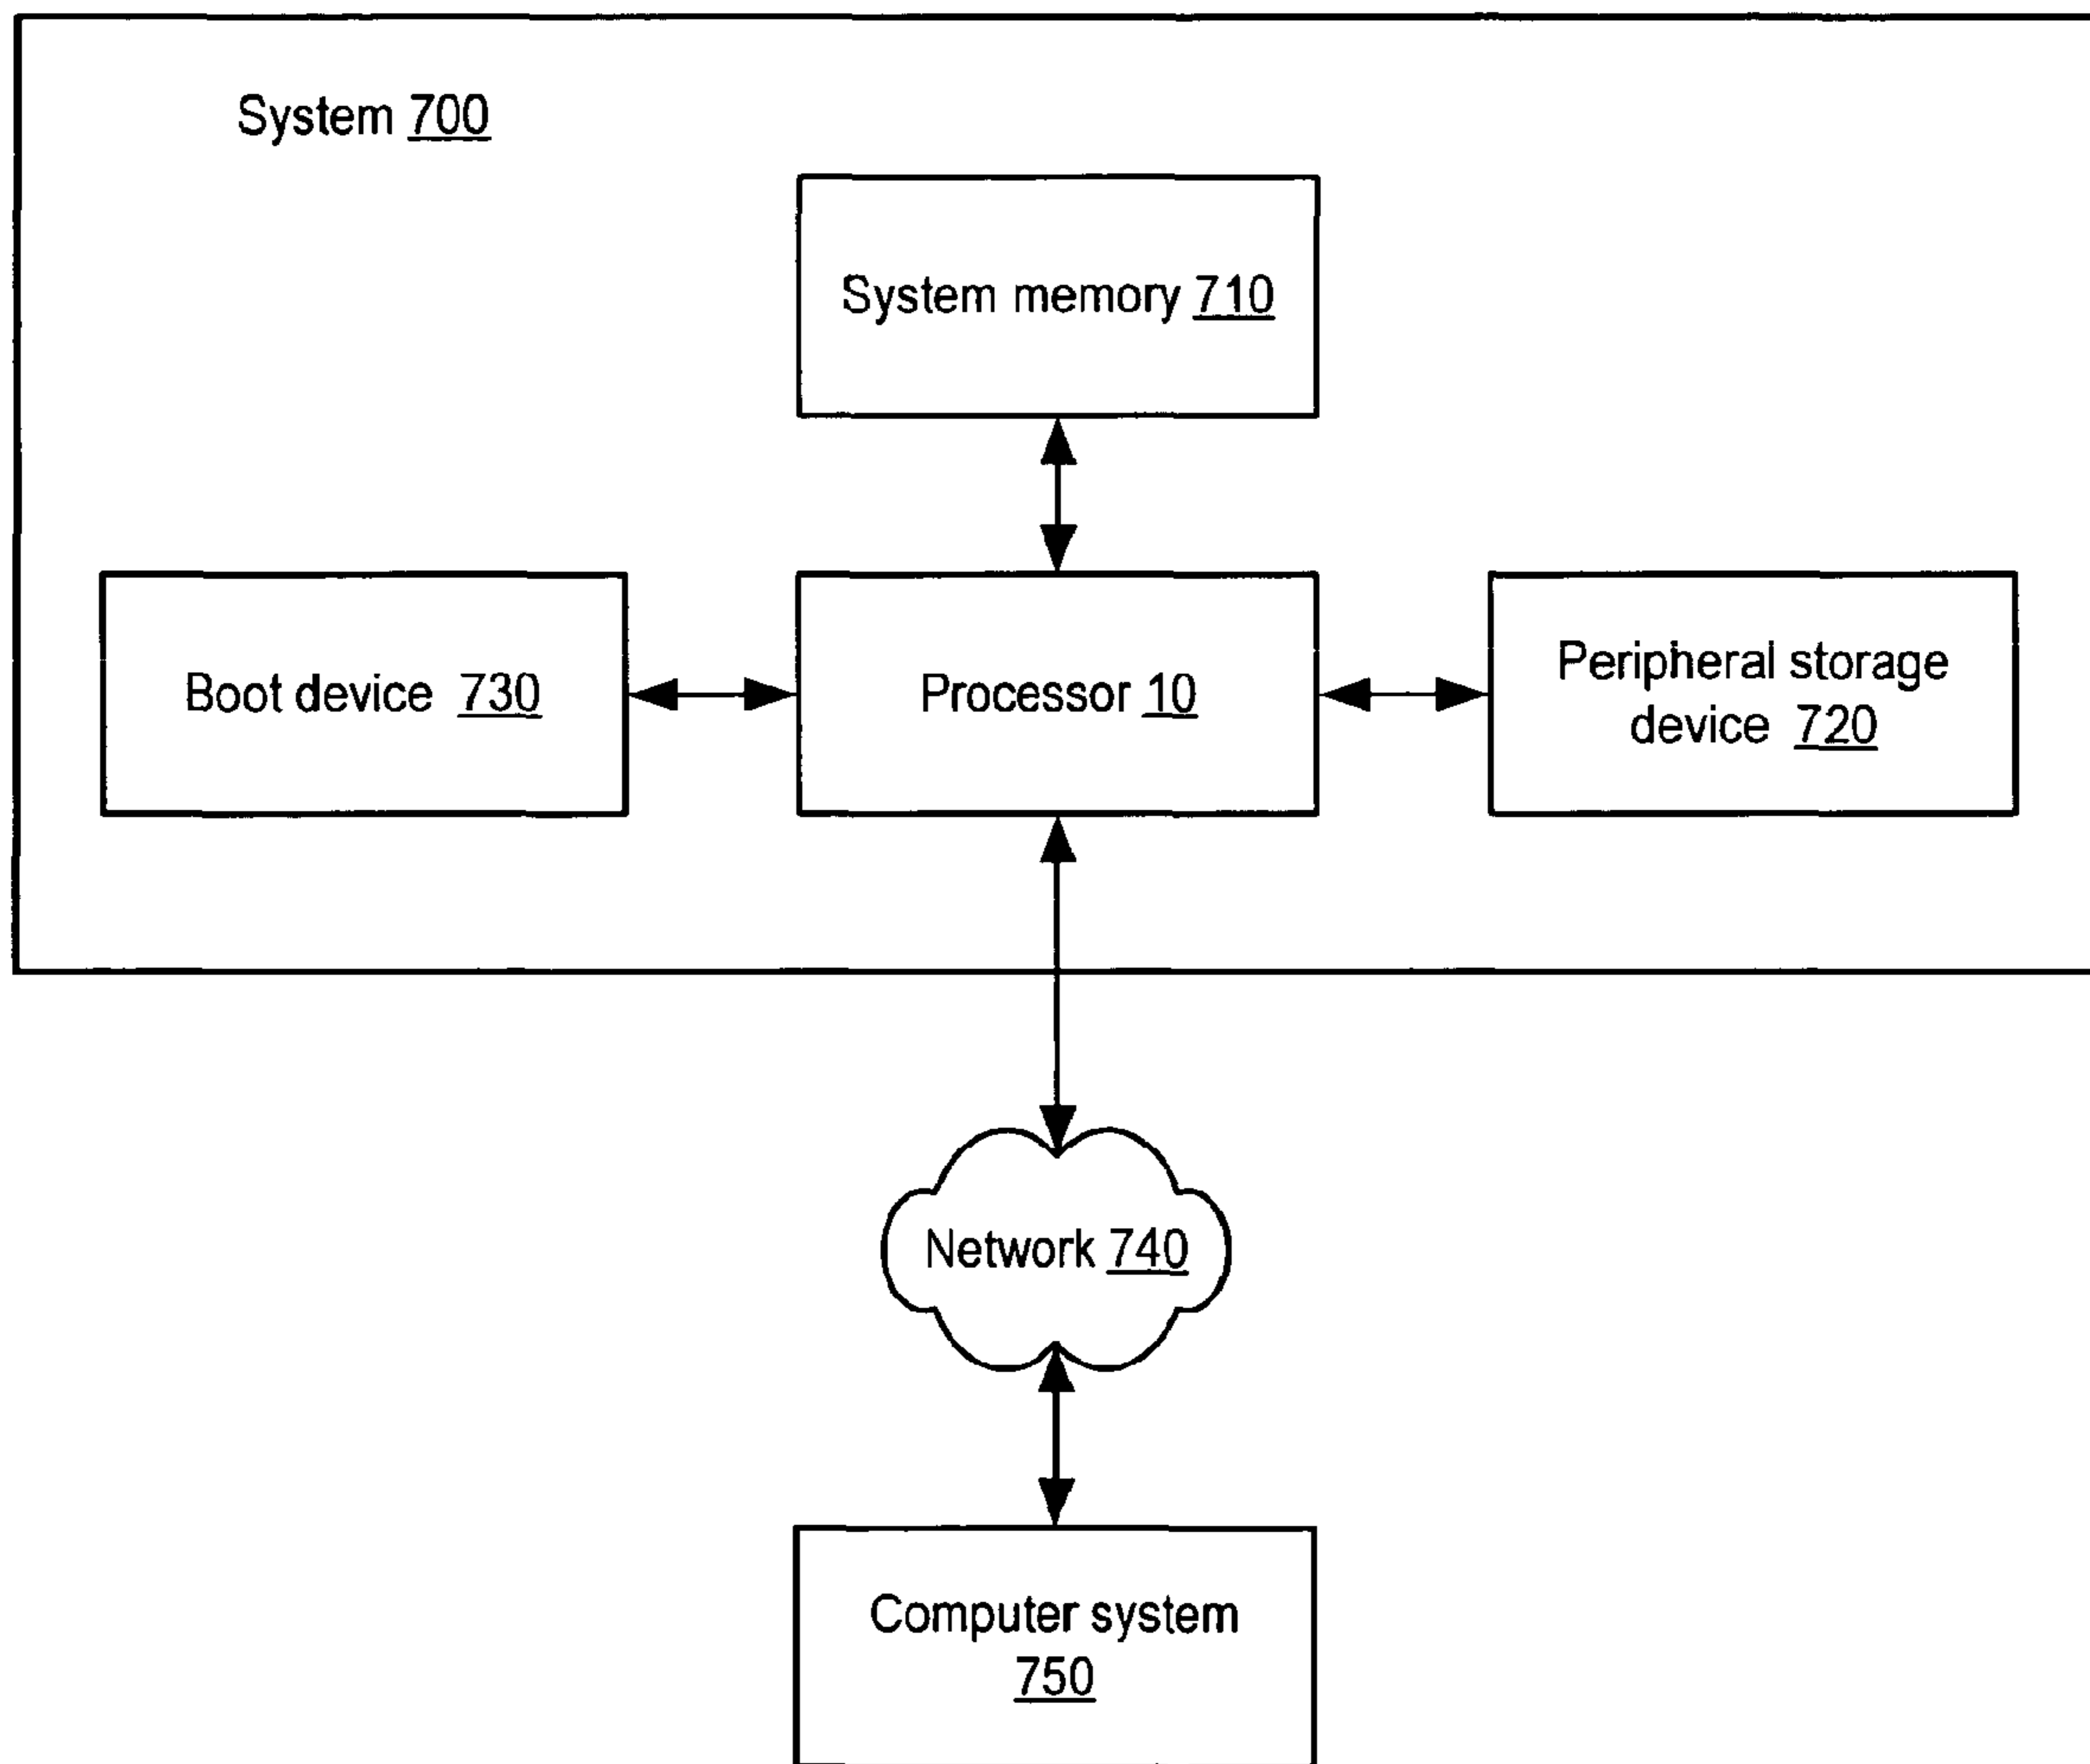 System 700
System memory 710
Boot device 730
Processor 10
Peripheral storage
device 720
Network 740
Computer system
750